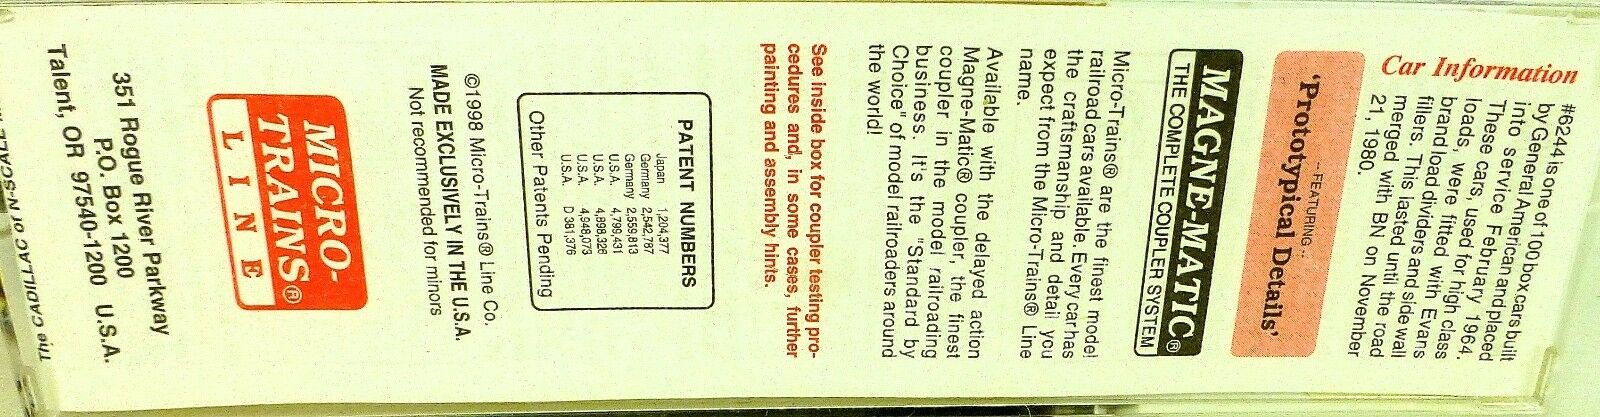 Car Information
#6244 is one of 100 box cars built
by General American and placed
into service February 1964.
These cars, used for high class
loads, were fitted with Evans
brand load dividers and side wall
fillers. This lasted until the road
merged with BN on November
21, 1980.
--FEATURING--
'Prototypical Details'
MAGNE-MATIC®
THE COMPLETE COUPLER SYSTEM
Micro-Trains® are the finest model
railroad cars available. Every car has
the craftsmanship and detail you
expect from the Micro-Trains® Line
name.
Available with the delayed action
Magne-Matic® coupler, the finest
coupler in the model railroading
business. It's the "Standard by
Choice" of model railroaders around
the world!
See inside box for coupler testing pro-
cedures and, in some cases, further
painting and assembly hints.
PATENT NUMBERS
Japan 1,204,377
Germany 2,542,787
Germany 2,559,813
U.S.A. 4,799,431
U.S.A. 4,898,326
U.S.A. 4,948,073
U.S.A. D 381,376
Other Patents Pending
©1998 Micro-Trains® Line Co.
MADE EXCLUSIVELY IN THE U.S.A.
Not recommended for minors
MICRO-
TRAINS®
LINE
351 Rogue River Parkway
P.O. Box 1200
Talent, OR 97540-1200 U.S.A.
The CADILLAC of N-SCALE